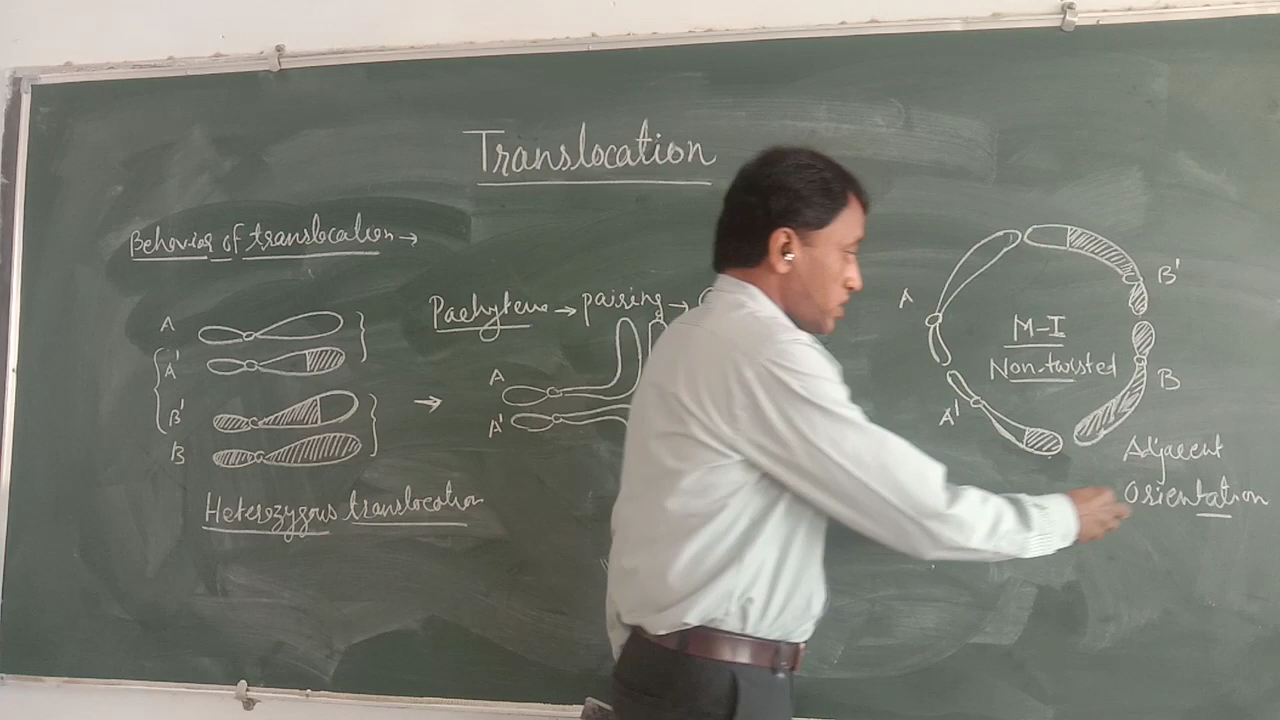 Translocation
Behavior of translocation →
A
A'
B'
B
Heterozygous translocation
Pachytene → pairing →
A
A'
A
B'
M-I
Non-twisted
B
A'
Adjacent
Orientation